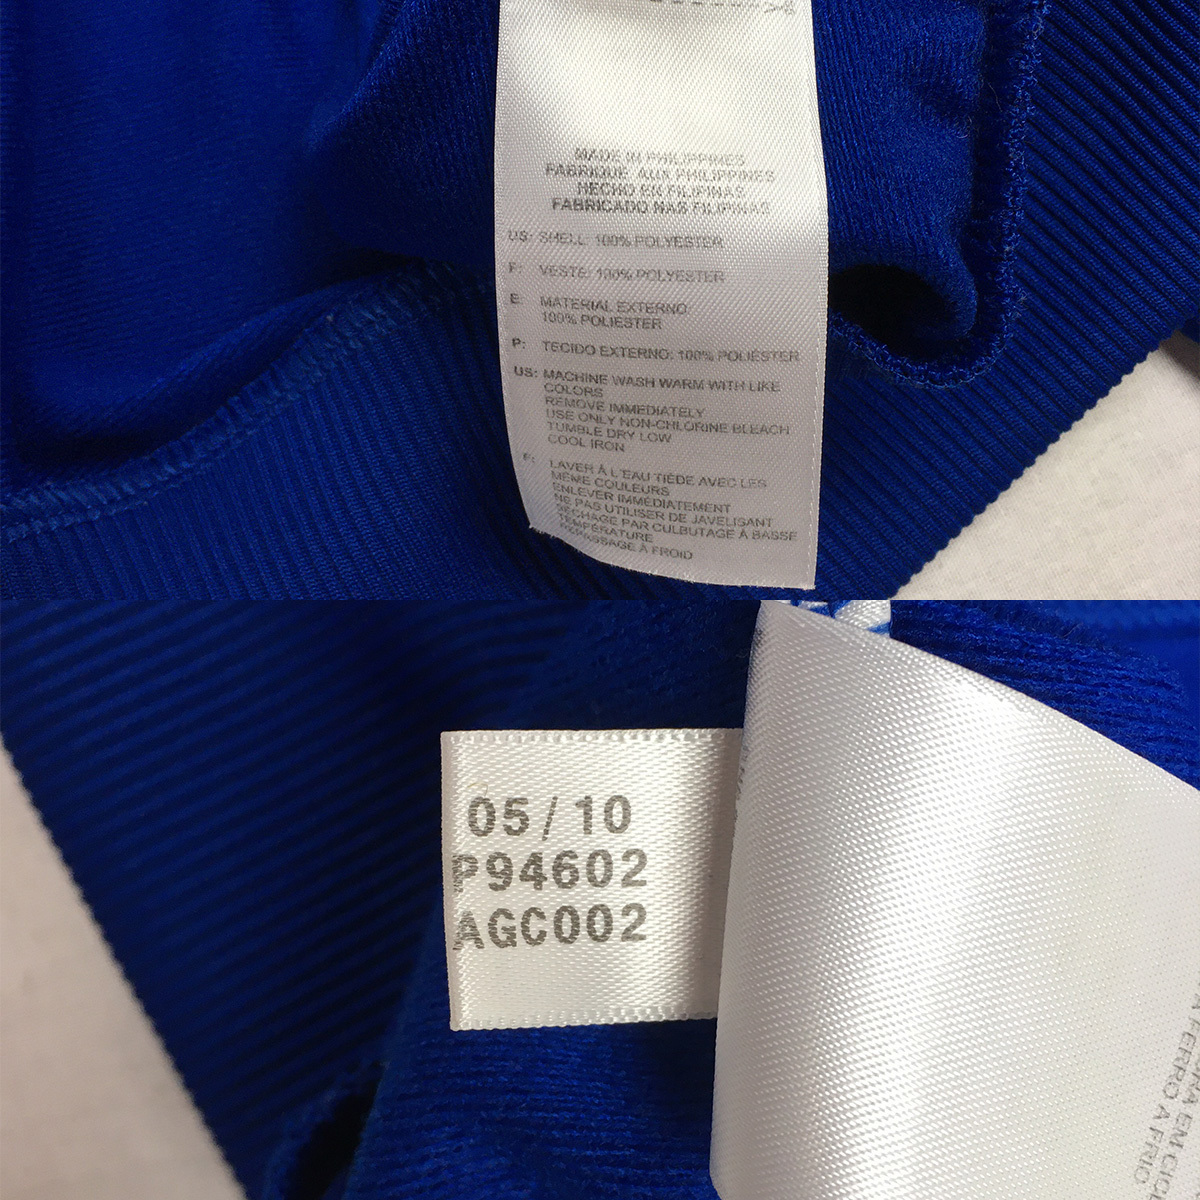 MADE IN PHILIPPINES
FABRIQUE AUX PHILIPPINES
HECHO EN FILIPINAS
FABRICADO NAS FILIPINAS
US: SHELL: 100% POLYESTER
F: VESTE: 100% POLYESTER
E: MATERIAL EXTERNO:
100% POLIESTER
P: TECIDO EXTERNO: 100% POLIÉSTER
US: MACHINE WASH WARM WITH LIKE
COLORS
REMOVE IMMEDIATELY
USE ONLY NON-CHLORINE BLEACH
TUMBLE DRY LOW
COOL IRON
F: LAVER À L'EAU TIÈDE AVEC LES
MÊME COULEURS
ENLEVER IMMÉDIATEMENT
NE PAS UTILISER DE JAVELISANT
SÉCHAGE PAR CULBUTAGE À BASSE
TEMPÉRATURE
REPASSAGE À FROID
05/10
P94602
AGC002
EM
FERRO A FRIO